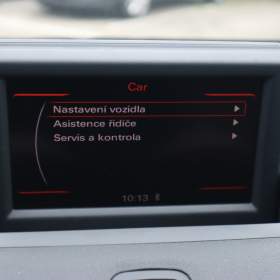 Car
Nastavení vozidla
Asistence řidiče
Servis a kontrola
10:13